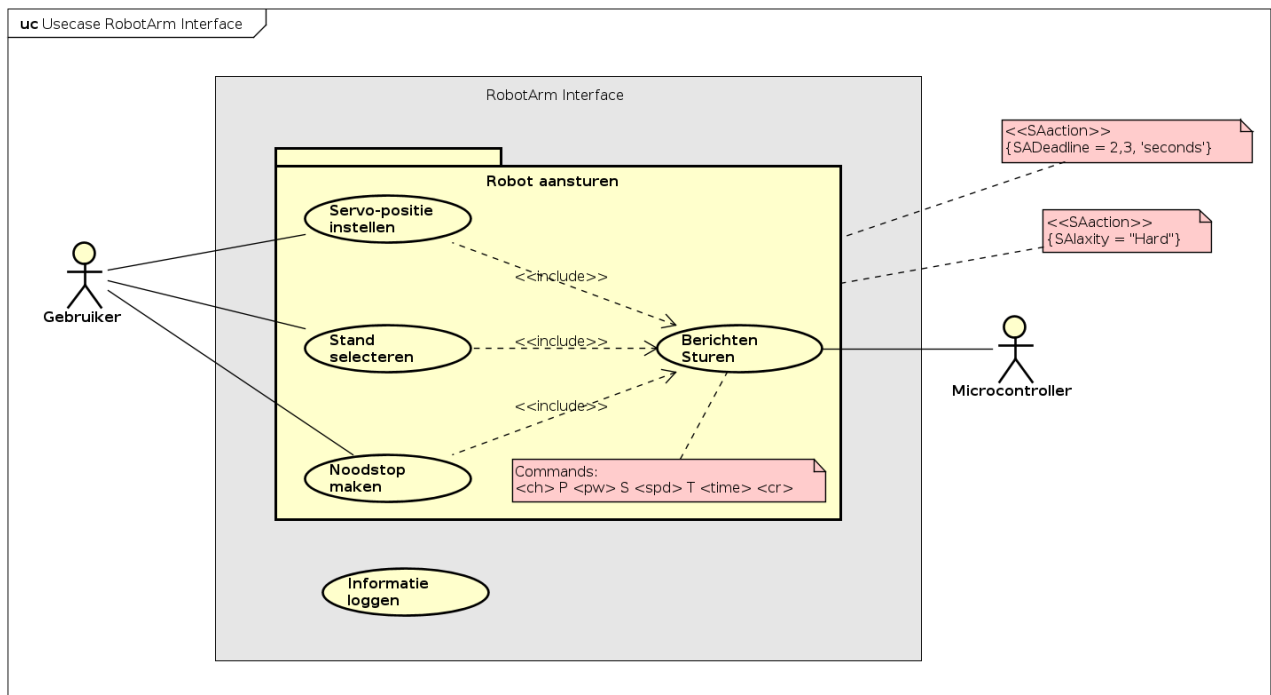 uc Usecase RobotArm Interface
RobotArm Interface
<<SAaction>>
{SADeadline = 2,3, 'seconds'}
Robot aansturen
Servo-positie
instellen
<<SAaction>>
{SAlaxity = "Hard"}
<<include>>
Gebruiker
Stand
selecteren
<<include>>
Berichten
Sturen
Microcontroller
<<include>>
Noodstop
maken
Commands:
<ch> P <pw> S <spd> T <time> <cr>
Informatie
loggen